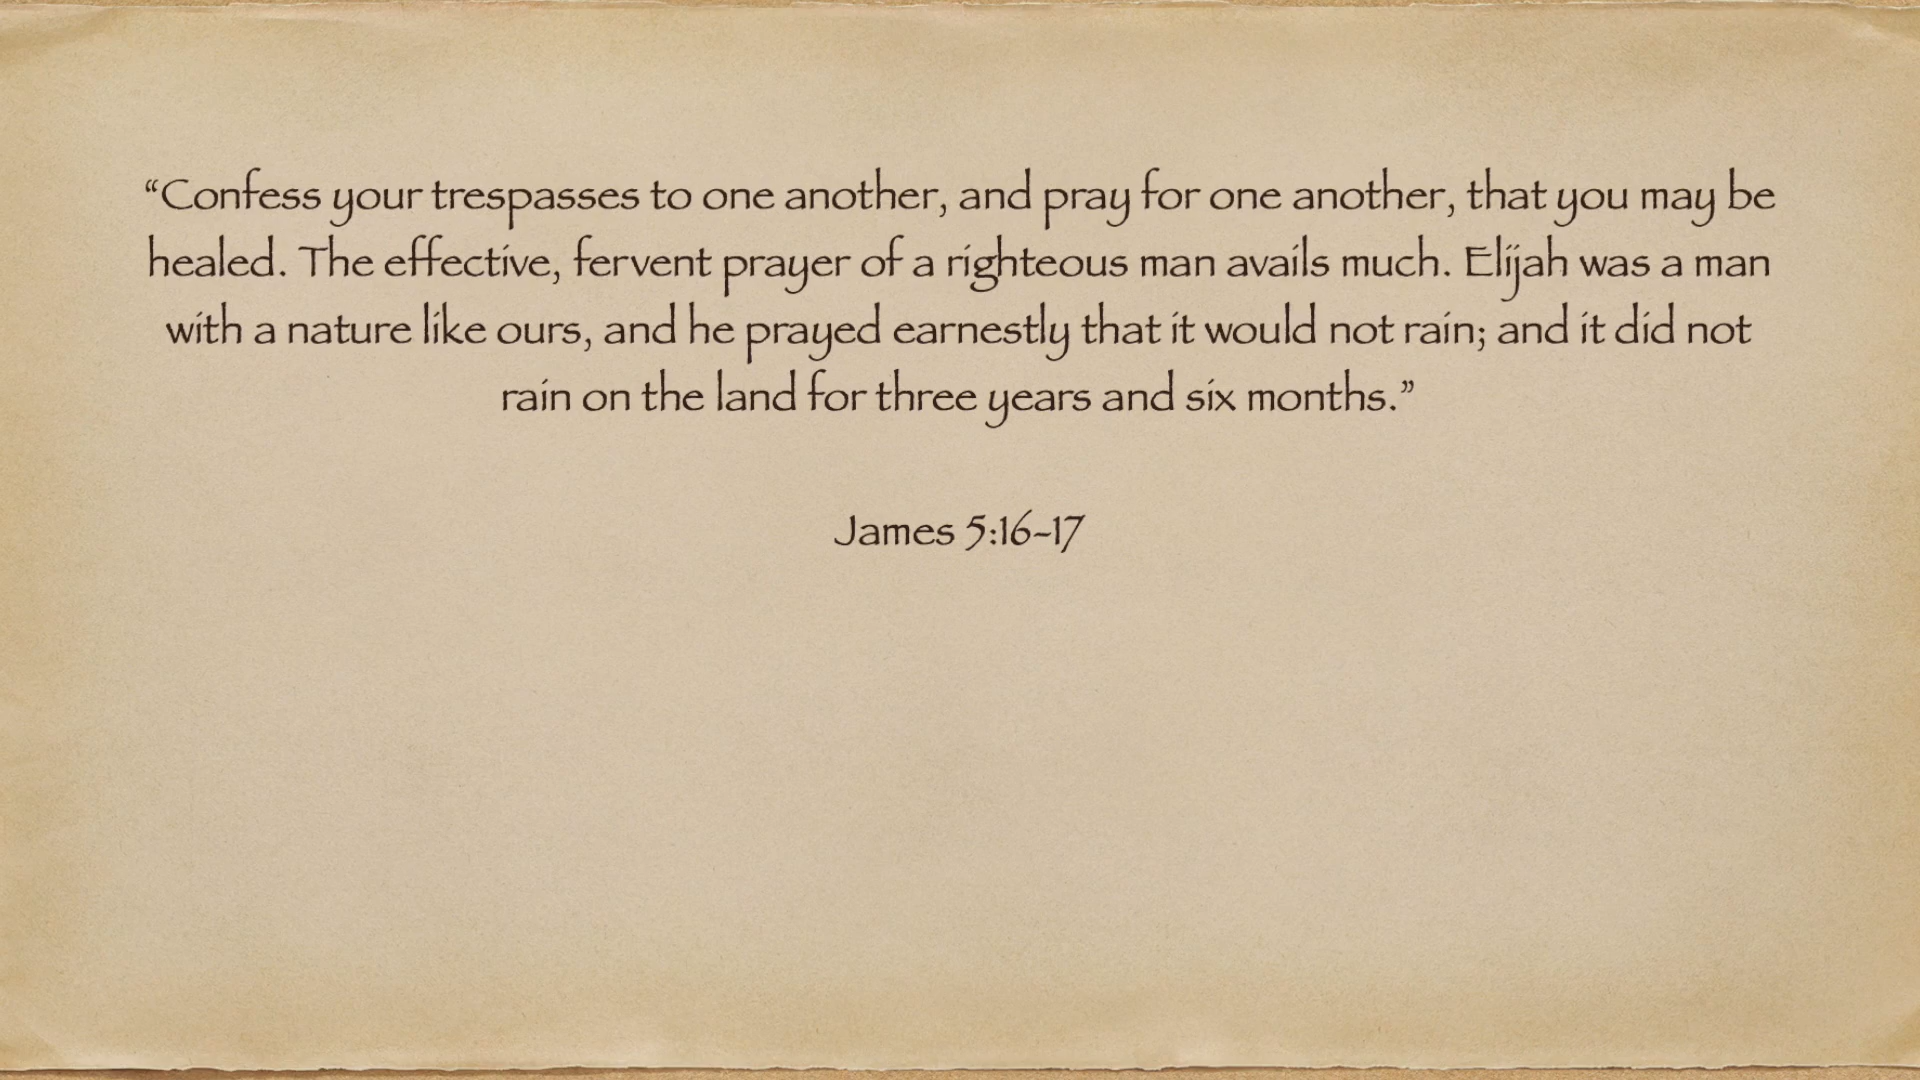 “Confess your trespasses to one another, and pray for one another, that you may be
healed. The effective, fervent prayer of a righteous man avails much. Elijah was a man
with a nature like ours, and he prayed earnestly that it would not rain; and it did not
rain on the land for three years and six months.”
James 5:16-17